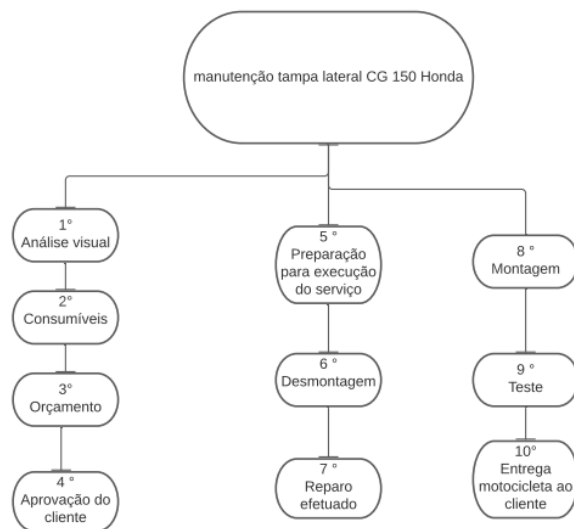 manutenção tampa lateral CG 150 Honda
1°
Análise visual
2°
Consumíveis
3°
Orçamento
4 °
Aprovação do
cliente
5 °
Preparação
para execução
do serviço
6 °
Desmontagem
7 °
Reparo
efetuado
8 °
Montagem
9 °
Teste
10°
Entrega
motocicleta ao
cliente